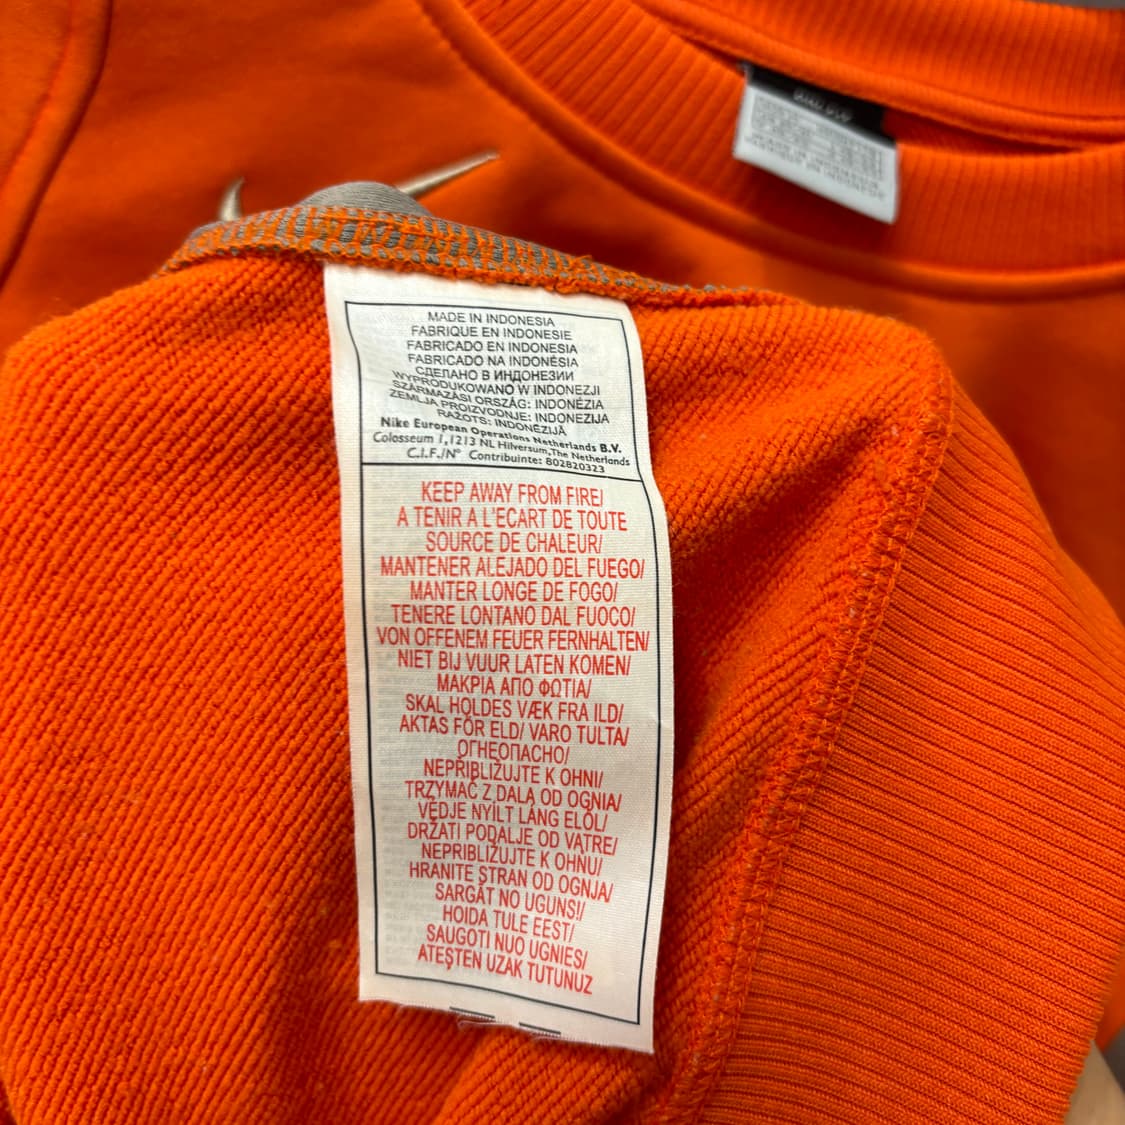 MADE IN INDONESIA
FABRIQUE EN INDONESIE
FABRICADO EN INDONESIA
FABRICADO NA INDONÉSIA
СДЕЛАНО В ИНДОНЕЗИИ
WYPRODUKOWANO W INDONEZJI
SZÁRMAZÁSI ORSZÁG: INDONÉZIA
ZEMLJA PROIZVODNJE: INDONEZIJA
RAŽOTS: INDONĒZIJĀ
Nike European Operations Netherlands B.V.
Colosseum 1,1213 NL Hilversum,The Netherlands
C.I.F./N° Contribuinte: 802820323
KEEP AWAY FROM FIRE/
A TENIR A L'ECART DE TOUTE
SOURCE DE CHALEUR/
MANTENER ALEJADO DEL FUEGO/
MANTER LONGE DE FOGO/
TENERE LONTANO DAL FUOCO/
VON OFFENEM FEUER FERNHALTEN/
NIET BIJ VUUR LATEN KOMEN/
ΜΑΚΡΙΑ ΑΠΟ ΦΩΤΙΑ/
SKAL HOLDES VÆK FRA ILD/
AKTAS FÖR ELD/ VARO TULTA/
ОГНЕОПАСНО/
NEPŘIBLIŽUJTE K OHNI/
TRZYMAĆ Z DALA OD OGNIA/
VÉDJE NYÍLT LÁNG ELŐL/
DRŽATI PODALJE OD VATRE/
NEPRIBLIŽUJTE K OHŇU/
HRANITE STRAN OD OGNJA/
SARGĀT NO UGUNS!/
HOIDA TULE EEST/
SAUGOTI NUO UGNIES/
ATEŞTEN UZAK TUTUNUZ